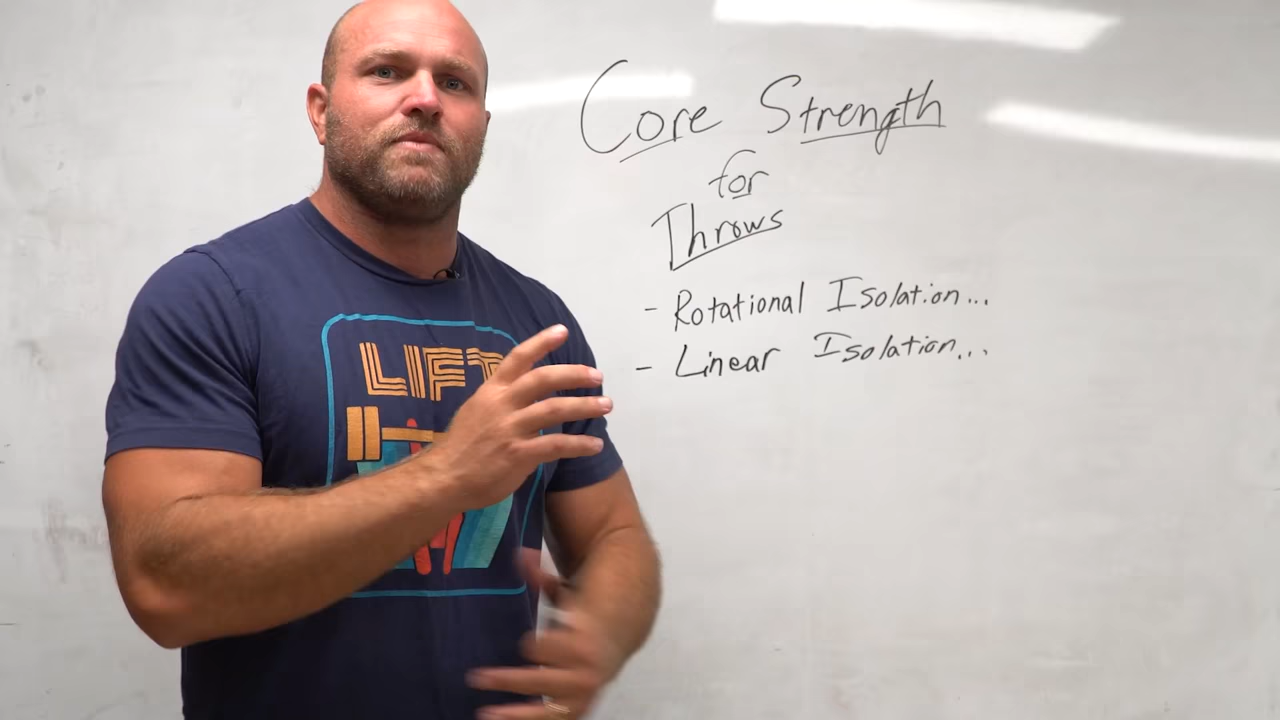 Core Strength
for
Throws
- Rotational Isolation...
- Linear Isolation...
LIFT